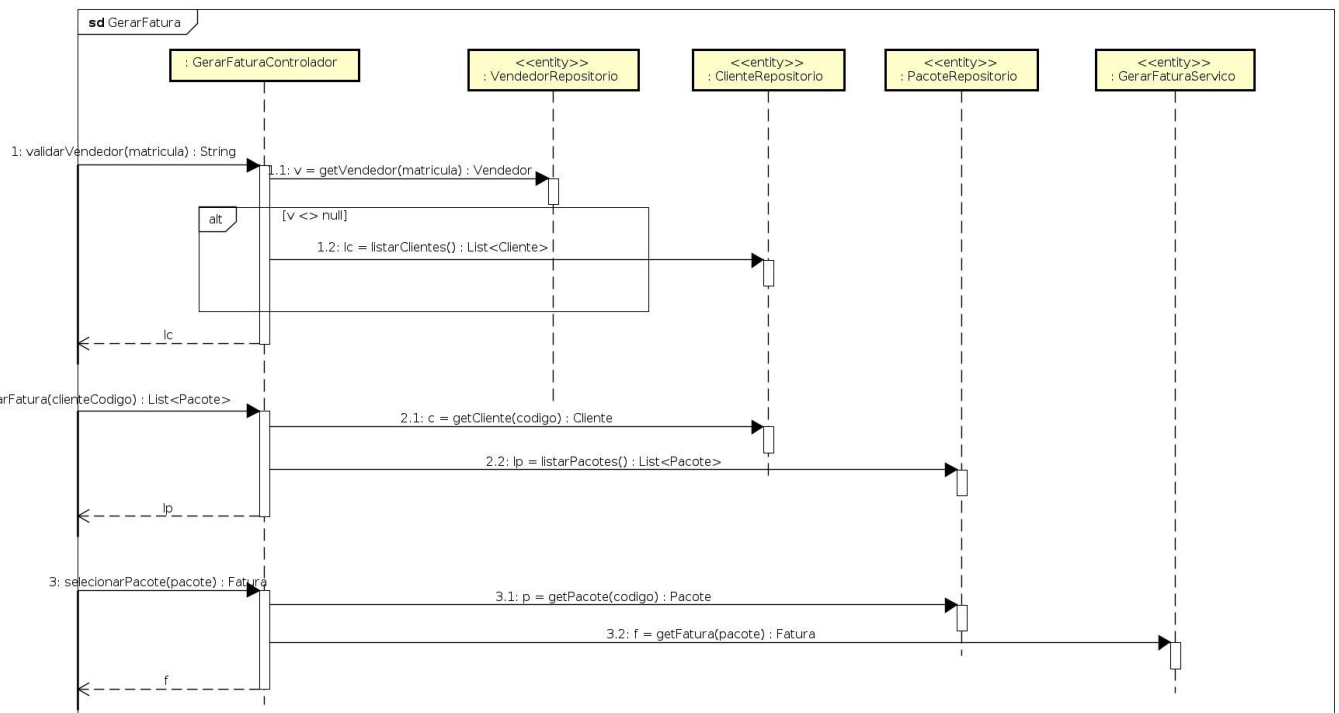 sd GerarFatura
: GerarFaturaControlador
<<entity>>
: VendedorRepositorio
<<entity>>
: ClienteRepositorio
<<entity>>
: PacoteRepositorio
<<entity>>
: GerarFaturaServico
1: validarVendedor(matricula) : String
1.1: v = getVendedor(matricula) : Vendedor
alt
[v <> null]
1.2: lc = listarClientes() : List<Cliente>
lc
arFatura(clienteCodigo) : List<Pacote>
2.1: c = getCliente(codigo) : Cliente
2.2: lp = listarPacotes() : List<Pacote>
lp
3: selecionarPacote(pacote) : Fatura
3.1: p = getPacote(codigo) : Pacote
3.2: f = getFatura(pacote) : Fatura
f